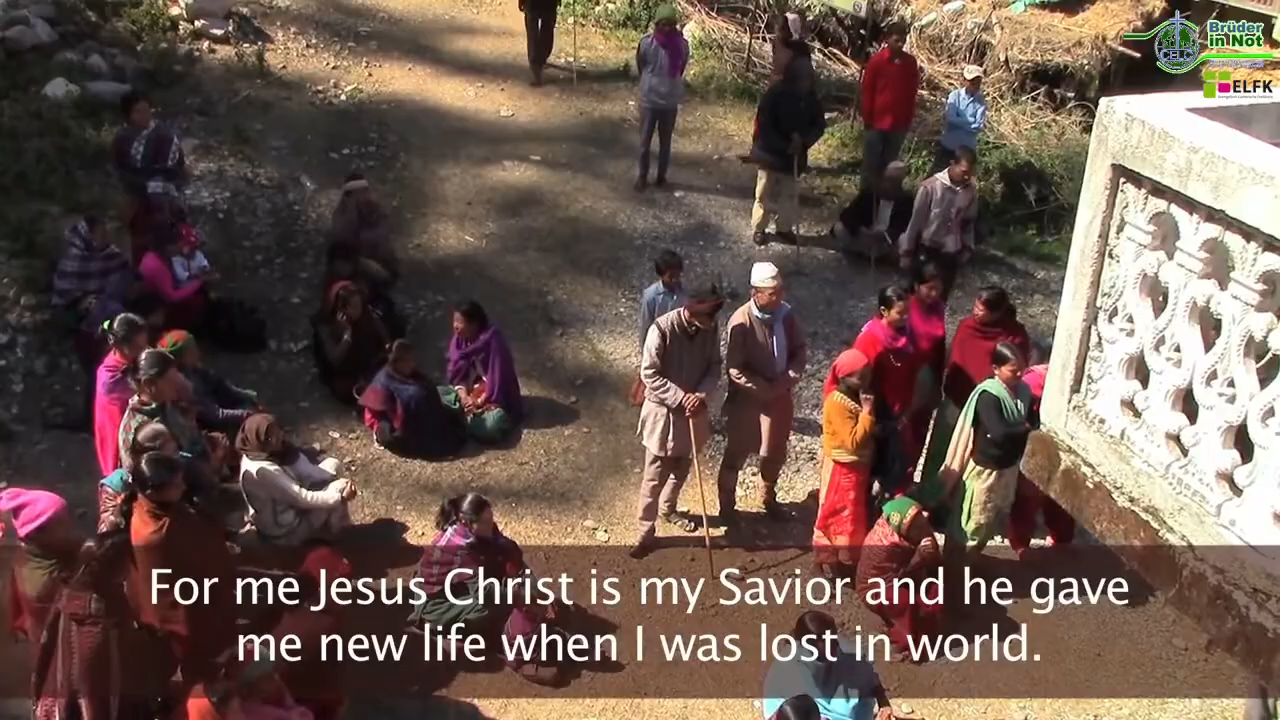 Brüder
in Not
CELC
ELFK
For me Jesus Christ is my Savior and he gave
me new life when I was lost in world.